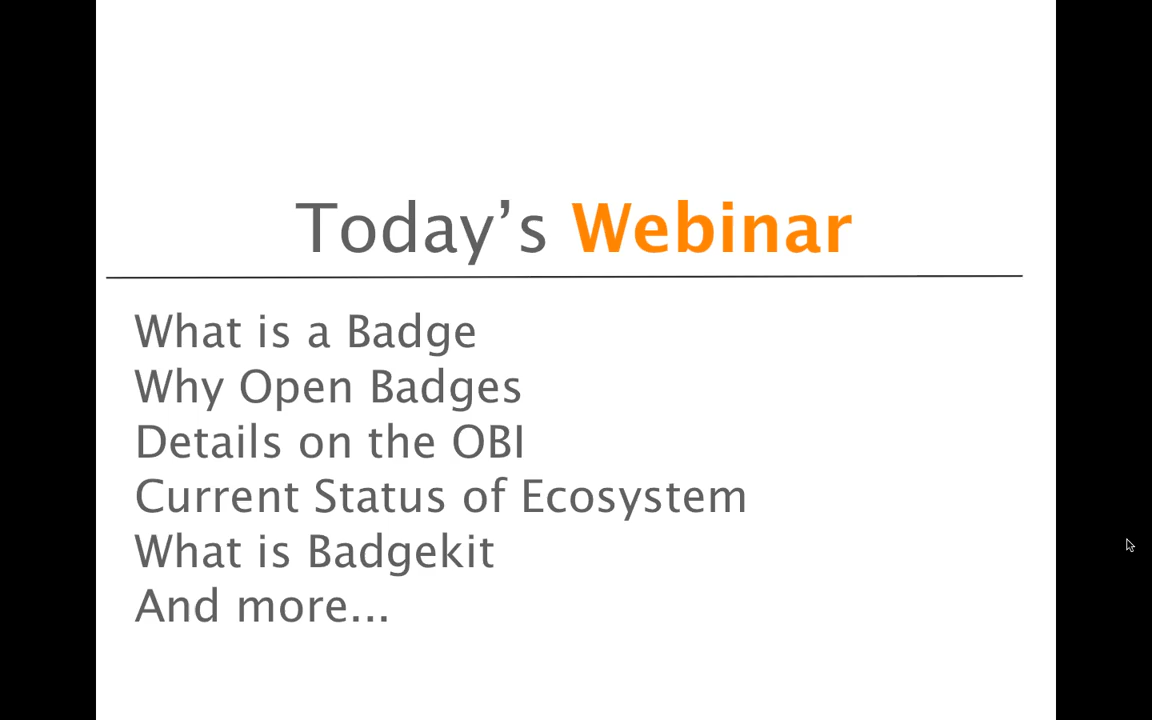 Today’s Webinar
What is a Badge
Why Open Badges
Details on the OBI
Current Status of Ecosystem
What is Badgekit
And more...